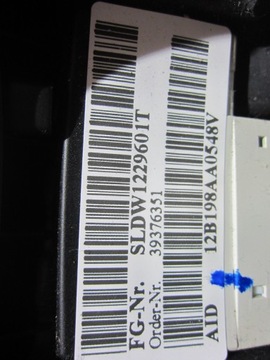 FG-Nr. SLDW1229601T
Order-Nr. 39376351
AID 12B198AA0548V